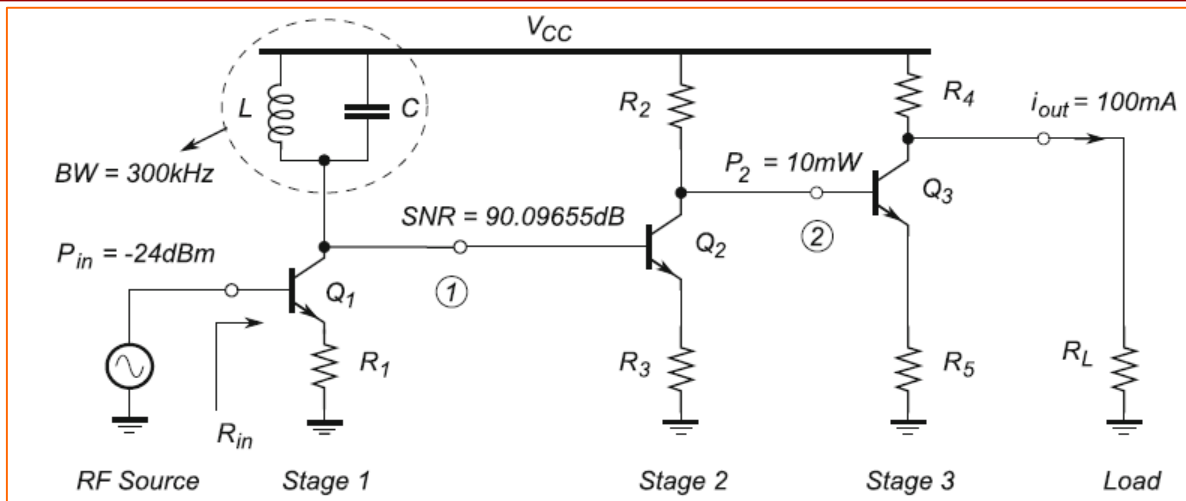 V_CC
L
C
R_2
R_4
i_out = 100mA
BW = 300kHz
P_2 = 10mW
Q_3
SNR = 90.09655dB
P_in = -24dBm
Q_2
②
①
Q_1
R_1
R_3
R_5
R_L
R_in
RF Source
Stage 1
Stage 2
Stage 3
Load